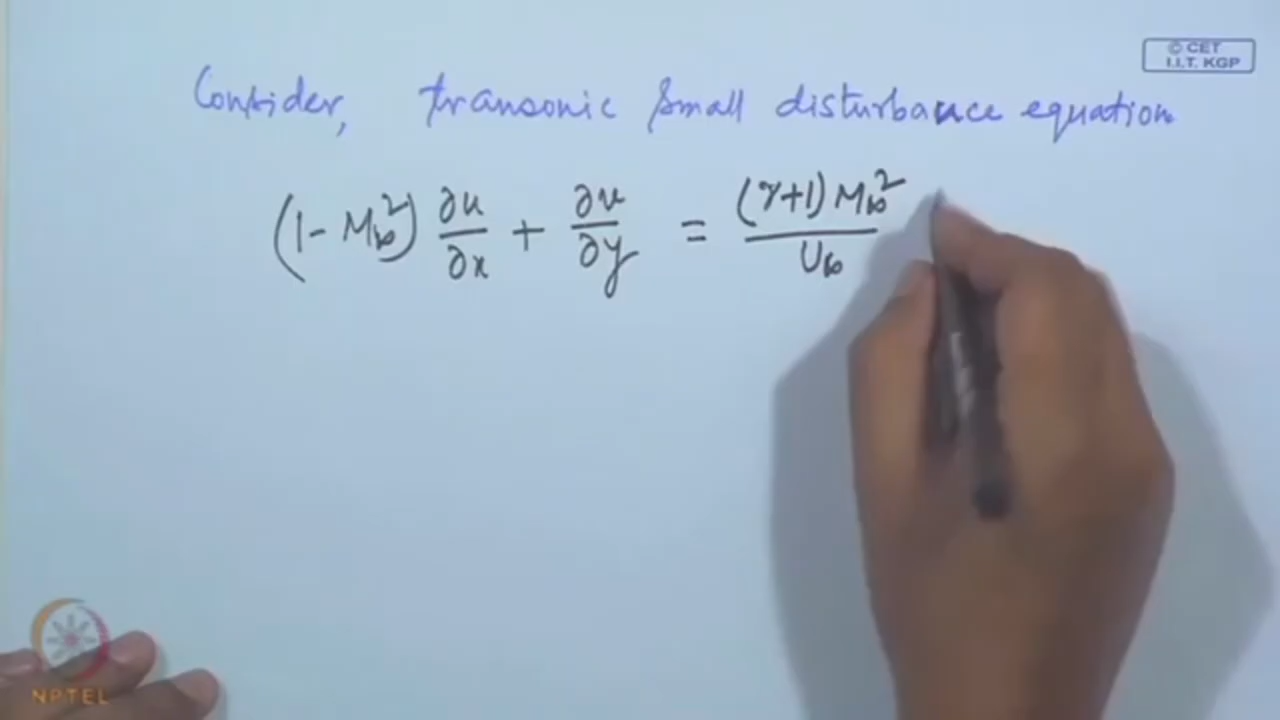 © CET
I.I.T. KGP
Consider, transonic small disturbance equation
(1 - M∞²) ∂u/∂x + ∂v/∂y = (γ+1) M∞² / U∞
NPTEL